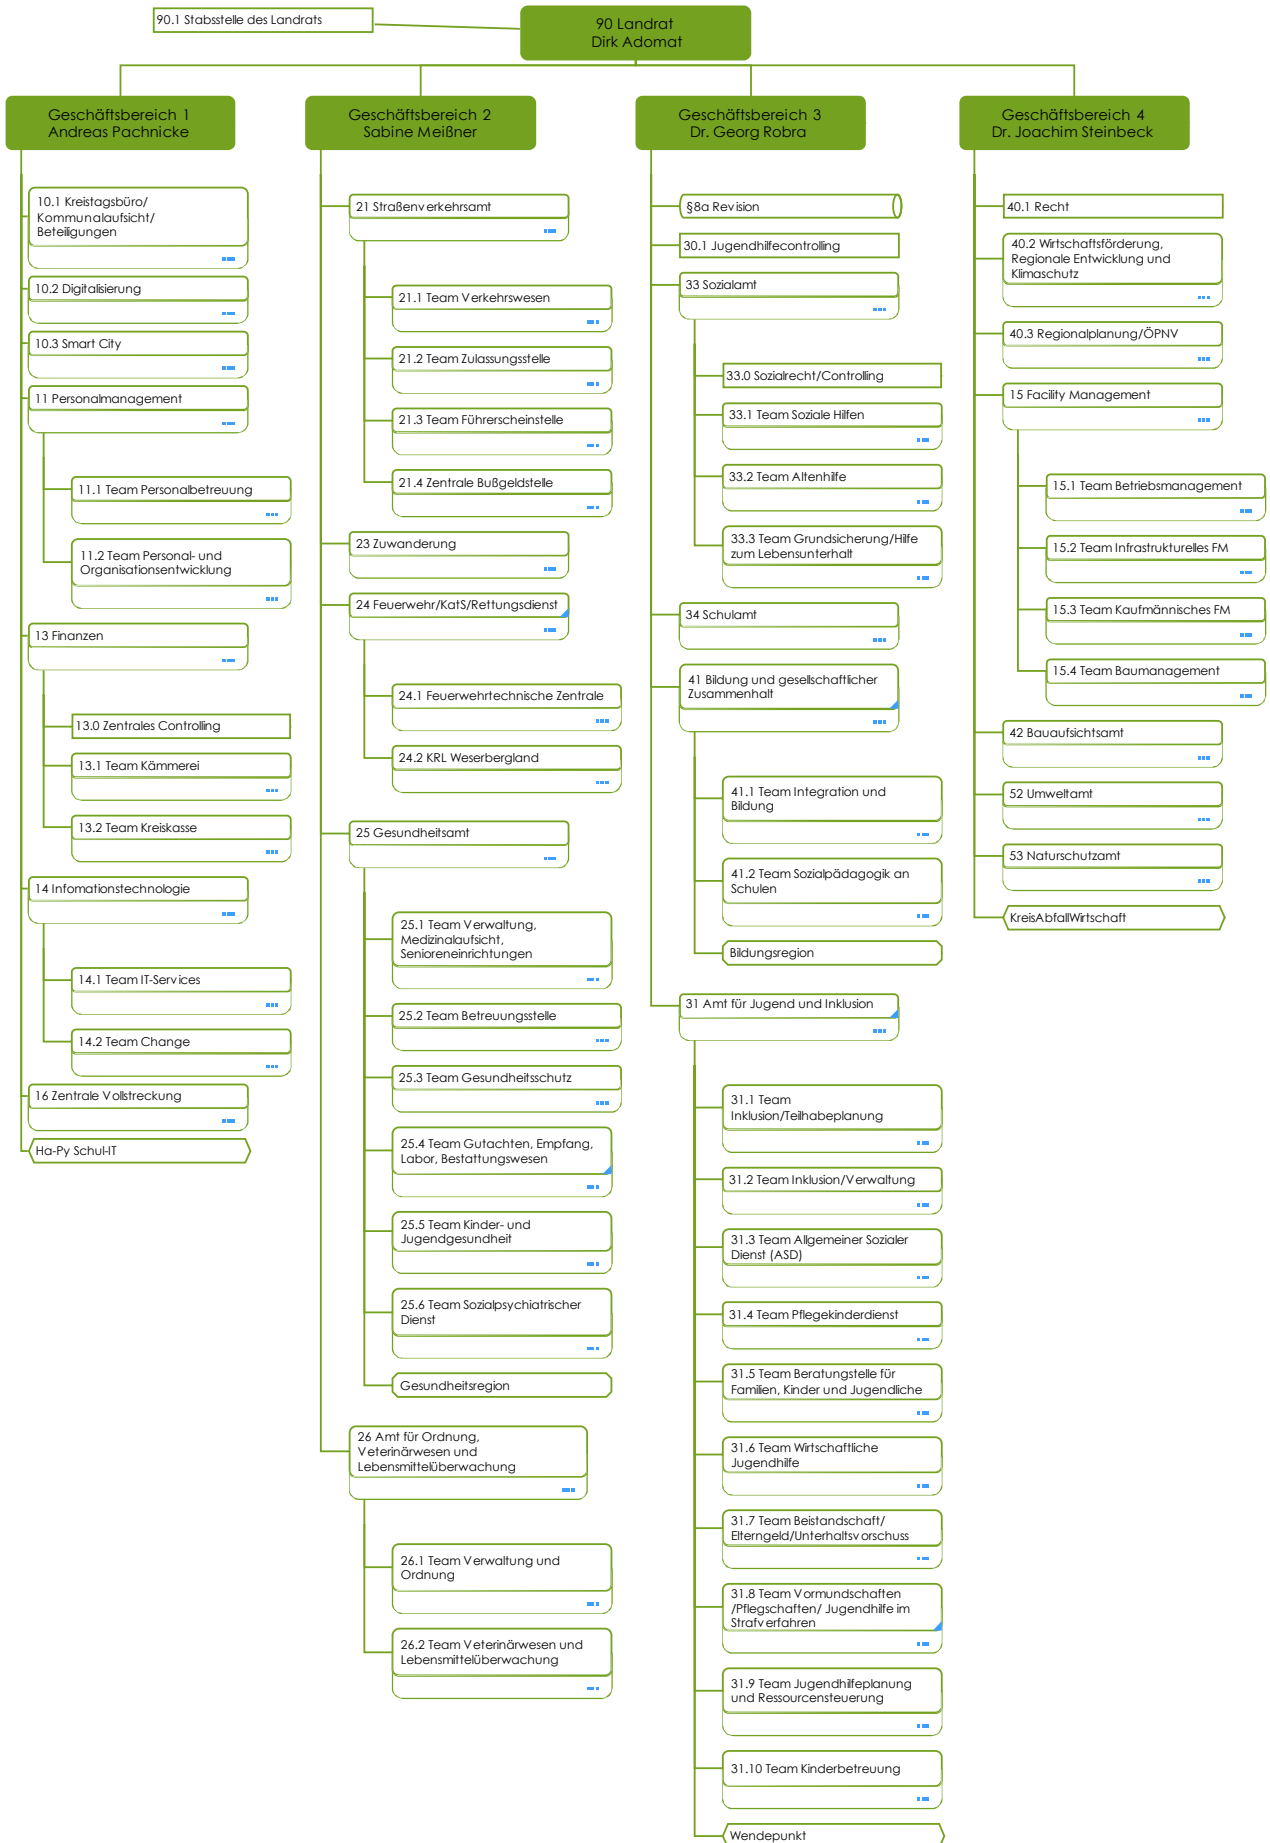 90.1 Stabsstelle des Landrats
90 Landrat
Dirk Adomat
Geschäftsbereich 1
Andreas Pachnicke
10.1 Kreistagsbüro/
Kommunalaufsicht/
Beteiligungen
10.2 Digitalisierung
10.3 Smart City
11 Personalmanagement
11.1 Team Personalbetreuung
11.2 Team Personal- und
Organisationsentwicklung
13 Finanzen
13.0 Zentrales Controlling
13.1 Team Kämmerei
13.2 Team Kreiskasse
14 Infomationstechnologie
14.1 Team IT-Services
14.2 Team Change
16 Zentrale Vollstreckung
Ha-Py Schul-IT
Geschäftsbereich 2
Sabine Meißner
21 Straßenverkehrsamt
21.1 Team Verkehrswesen
21.2 Team Zulassungsstelle
21.3 Team Führerscheinstelle
21.4 Zentrale Bußgeldstelle
23 Zuwanderung
24 Feuerwehr/KatS/Rettungsdienst
24.1 Feuerwehrtechnische Zentrale
24.2 KRL Weserbergland
25 Gesundheitsamt
25.1 Team Verwaltung,
Medizinalaufsicht,
Senioreneinrichtungen
25.2 Team Betreuungsstelle
25.3 Team Gesundheitsschutz
25.4 Team Gutachten, Empfang,
Labor, Bestattungswesen
25.5 Team Kinder- und
Jugendgesundheit
25.6 Team Sozialpsychiatrischer
Dienst
Gesundheitsregion
26 Amt für Ordnung,
Veterinärwesen und
Lebensmittelüberwachung
26.1 Team Verwaltung und
Ordnung
26.2 Team Veterinärwesen und
Lebensmittelüberwachung
Geschäftsbereich 3
Dr. Georg Robra
§8a Revision
30.1 Jugendhilfecontrolling
33 Sozialamt
33.0 Sozialrecht/Controlling
33.1 Team Soziale Hilfen
33.2 Team Altenhilfe
33.3 Team Grundsicherung/Hilfe
zum Lebensunterhalt
34 Schulamt
41 Bildung und gesellschaftlicher
Zusammenhalt
41.1 Team Integration und
Bildung
41.2 Team Sozialpädagogik an
Schulen
Bildungsregion
31 Amt für Jugend und Inklusion
31.1 Team
Inklusion/Teilhabeplanung
31.2 Team Inklusion/Verwaltung
31.3 Team Allgemeiner Sozialer
Dienst (ASD)
31.4 Team Pflegekinderdienst
31.5 Team Beratungstelle für
Familien, Kinder und Jugendliche
31.6 Team Wirtschaftliche
Jugendhilfe
31.7 Team Beistandschaft/
Elterngeld/Unterhaltsvorschuss
31.8 Team Vormundschaften
/Pflegschaften/ Jugendhilfe im
Strafverfahren
31.9 Team Jugendhilfeplanung
und Ressourcensteuerung
31.10 Team Kinderbetreuung
Wendepunkt
Geschäftsbereich 4
Dr. Joachim Steinbeck
40.1 Recht
40.2 Wirtschaftsförderung,
Regionale Entwicklung und
Klimaschutz
40.3 Regionalplanung/ÖPNV
15 Facility Management
15.1 Team Betriebsmanagement
15.2 Team Infrastrukturelles FM
15.3 Team Kaufmännisches FM
15.4 Team Baumanagement
42 Bauaufsichtsamt
52 Umweltamt
53 Naturschutzamt
KreisAbfallWirtschaft